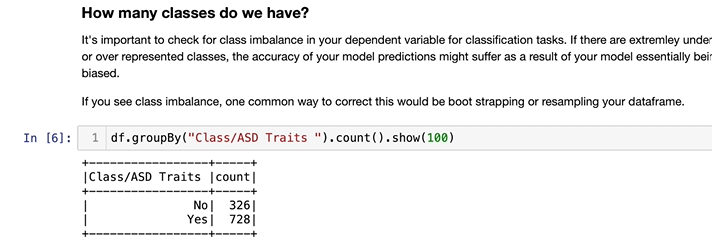 How many classes do we have?
It's important to check for class imbalance in your dependent variable for classification tasks. If there are extremley under
or over represented classes, the accuracy of your model predictions might suffer as a result of your model essentially bein
biased.
If you see class imbalance, one common way to correct this would be boot strapping or resampling your dataframe.
In [6]: 1 df.groupBy("Class/ASD Traits ").count().show(100)
+-----------------+-----+
|Class/ASD Traits |count|
+-----------------+-----+
| No| 326|
| Yes| 728|
+-----------------+-----+